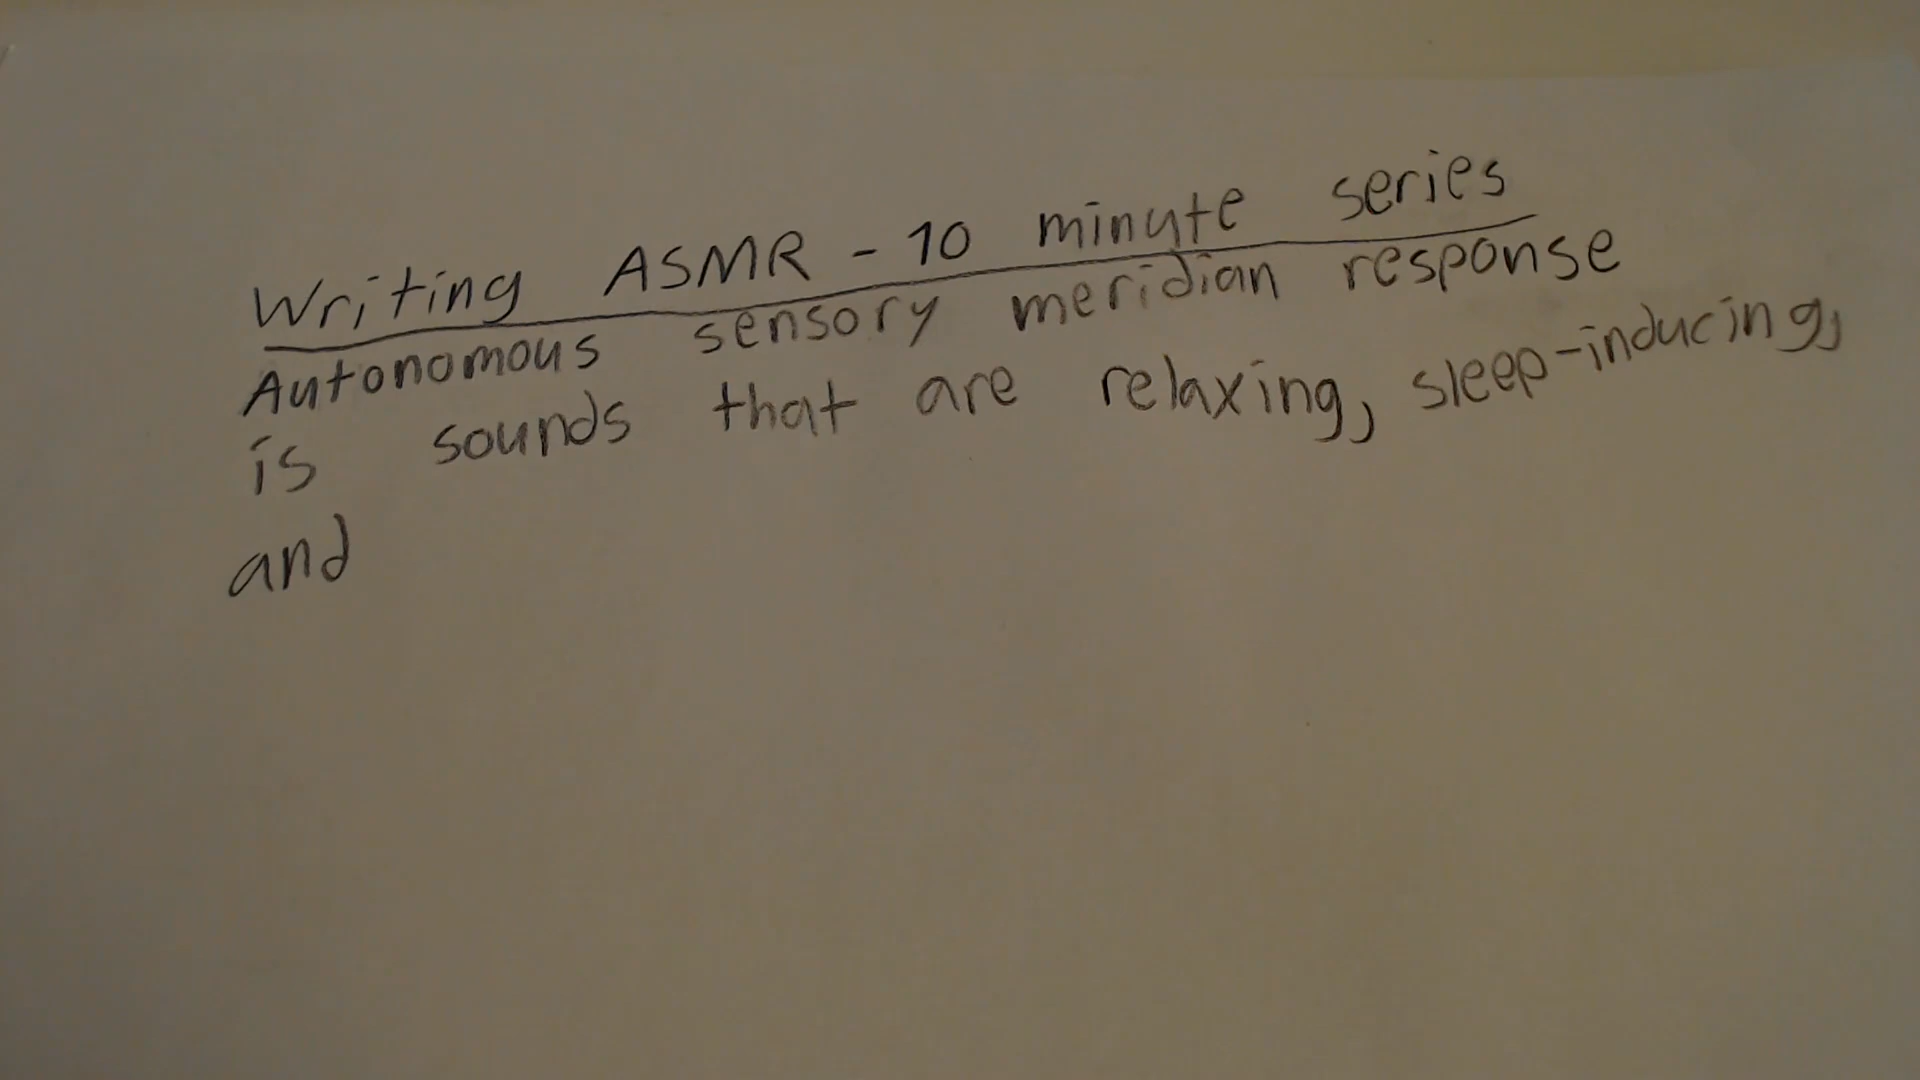 Writing ASMR - 10 minute series
Autonomous sensory meridian response
is sounds that are relaxing, sleep-inducing,
and